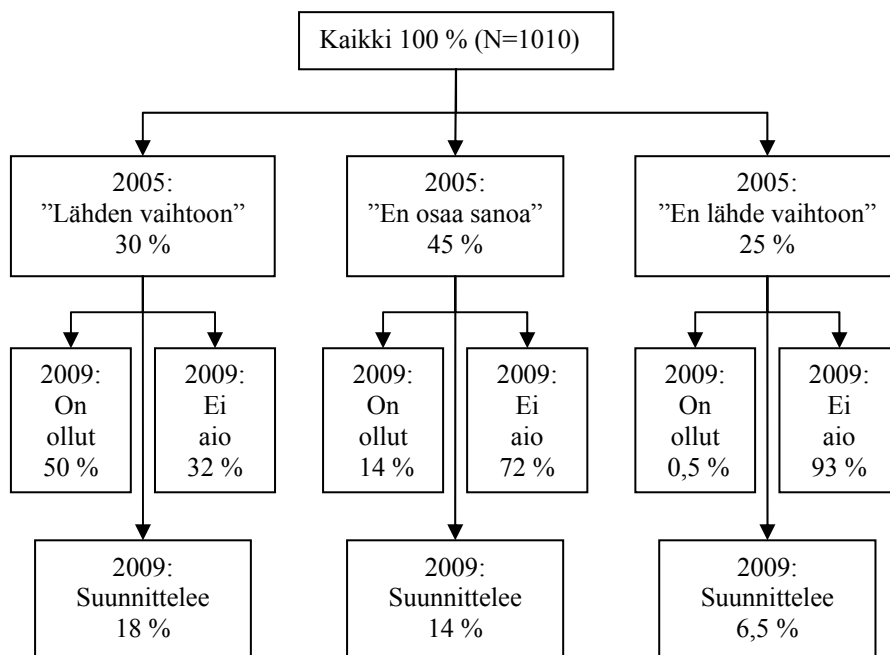 Kaikki 100 % (N=1010)
2005:
”Lähden vaihtoon”
30 %
2005:
”En osaa sanoa”
45 %
2005:
”En lähde vaihtoon”
25 %
2009:
On
ollut
50 %
2009:
Ei
aio
32 %
2009:
On
ollut
14 %
2009:
Ei
aio
72 %
2009:
On
ollut
0,5 %
2009:
Ei
aio
93 %
2009:
Suunnittelee
18 %
2009:
Suunnittelee
14 %
2009:
Suunnittelee
6,5 %